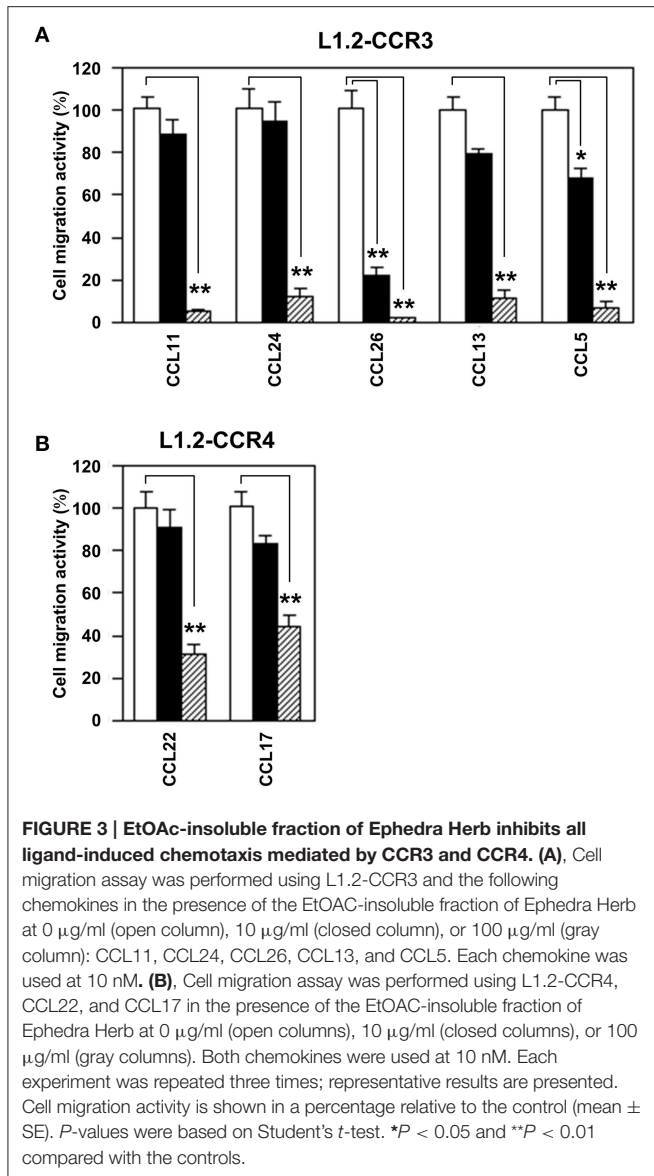 A
L1.2-CCR3
Cell migration activity (%)
120
100
80
60
40
20
0
**
**
**
**
**
*
**
CCL11
CCL24
CCL26
CCL13
CCL5
B
L1.2-CCR4
Cell migration activity (%)
120
100
80
60
40
20
0
**
**
CCL22
CCL17
FIGURE 3 | EtOAc-insoluble fraction of Ephedra Herb inhibits all
ligand-induced chemotaxis mediated by CCR3 and CCR4. (A), Cell
migration assay was performed using L1.2-CCR3 and the following
chemokines in the presence of the EtOAC-insoluble fraction of Ephedra Herb
at 0 μg/ml (open column), 10 μg/ml (closed column), or 100 μg/ml (gray
column): CCL11, CCL24, CCL26, CCL13, and CCL5. Each chemokine was
used at 10 nM. (B), Cell migration assay was performed using L1.2-CCR4,
CCL22, and CCL17 in the presence of the EtOAC-insoluble fraction of
Ephedra Herb at 0 μg/ml (open columns), 10 μg/ml (closed columns), or 100
μg/ml (gray columns). Both chemokines were used at 10 nM. Each
experiment was repeated three times; representative results are presented.
Cell migration activity is shown in a percentage relative to the control (mean ±
SE). P-values were based on Student's t-test. *P < 0.05 and **P < 0.01
compared with the controls.